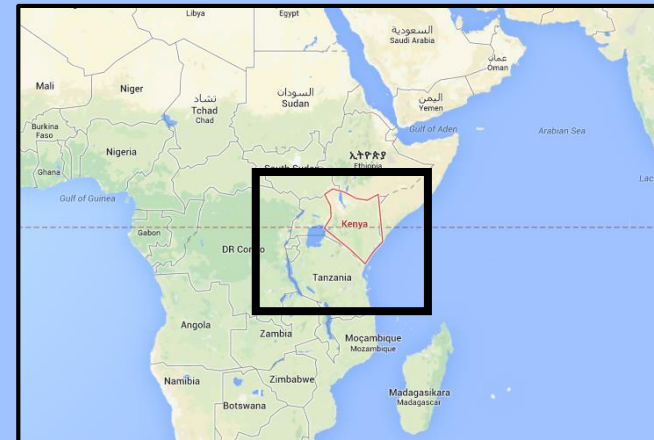 Libya
Egypt
السعودية
Saudi Arabia
عمان
Oman
Mali
Niger
تشاد
Tchad
Chad
السودان
Sudan
اليمن
Yemen
Burkina
Faso
Gulf of Aden
Arabian Sea
Nigeria
ኢትዮጵያ
Ethiopia
Ghana
South Sudan
Lac
Gulf of Guinea
Kenya
Gabon
DR Congo
Tanzania
Angola
Zambia
Moçambique
Mozambique
Namibia
Zimbabwe
Madagasikara
Madagascar
Botswana